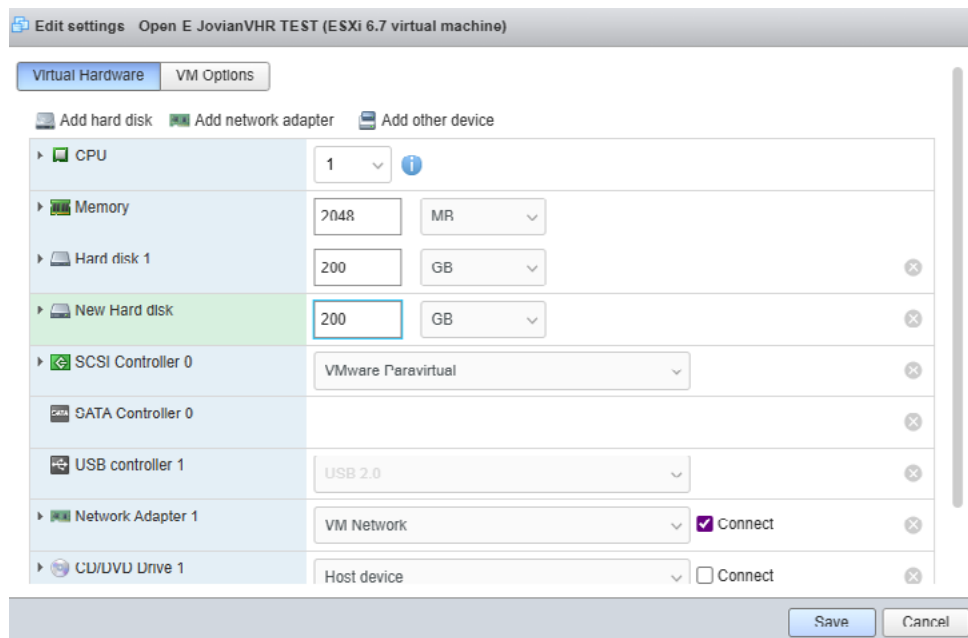 Edit settings Open E JovianVHR TEST (ESXi 6.7 virtual machine)
Virtual Hardware VM Options
Add hard disk Add network adapter Add other device
CPU 1
Memory 2048 MB
Hard disk 1 200 GB
New Hard disk 200 GB
SCSI Controller 0 VMware Paravirtual
SATA Controller 0
USB controller 1 USB 2.0
Network Adapter 1 VM Network Connect
CD/DVD Drive 1 Host device Connect
Save Cancel